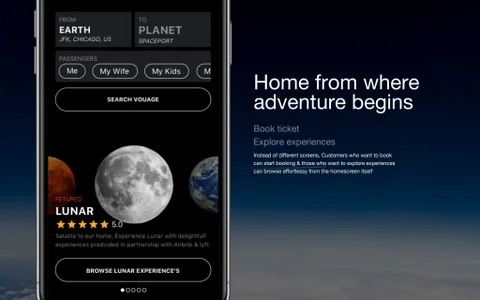 FROM
EARTH
JFK, CHICAGO, US
TO
PLANET
SPACEPORT
PASSENGERS
Me
My Wife
My Kids
M
SEARCH VOUAGE
FETURED
LUNAR
5.0
Satallite to our home, Experience Lunar with delightfull
experiences prodvided in partnership with Airbnb & lyft.
BROWSE LUNAR EXPERIENCE'S
Home from where
adventure begins
Book ticket
Explore experiences
Instead of different screens, Customers who want to book
can start booking & those who want to explore experiences
can browse effortlessy from the homescreen itself